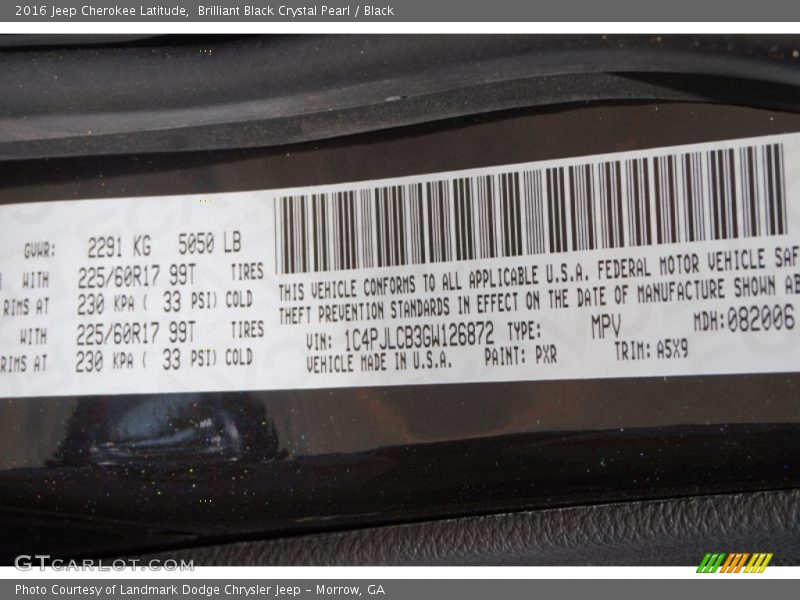 2016 Jeep Cherokee Latitude, Brilliant Black Crystal Pearl / Black
GVWR: 2291 KG 5050 LB
WITH 225/60R17 99T TIRES
RIMS AT 230 KPA ( 33 PSI) COLD
WITH 225/60R17 99T TIRES
RIMS AT 230 KPA ( 33 PSI) COLD
THIS VEHICLE CONFORMS TO ALL APPLICABLE U.S.A. FEDERAL MOTOR VEHICLE SAF
THEFT PREVENTION STANDARDS IN EFFECT ON THE DATE OF MANUFACTURE SHOWN AB
VIN: 1C4PJLCB3GW126872 TYPE: MPV MDH:082006
VEHICLE MADE IN U.S.A. PAINT: PXR TRIM: A5X9
GTCARLOT.COM
Photo Courtesy of Landmark Dodge Chrysler Jeep – Morrow, GA